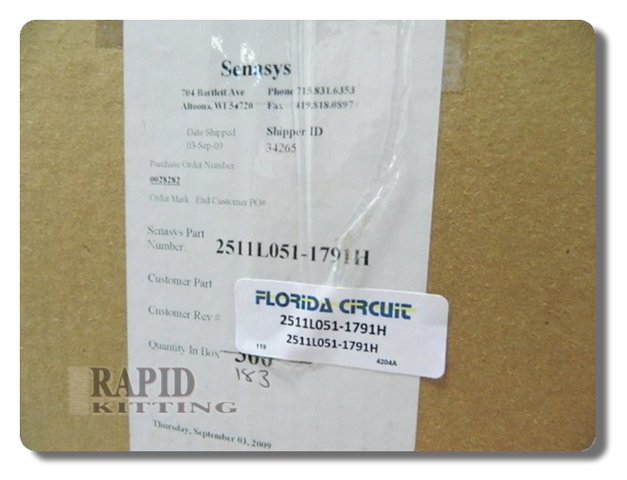 Senasys
704 Bartlett Ave Phone 715.831.6353
Altoona, WI 54720 Fax 419.818.0897
Date Shipped Shipper ID
03-Sep-09 34265
Purchase Order Number
0028282
Order Mark / End Customer PO#
Senasys Part
Number: 2511L051-1791H
Customer Part
Customer Rev #
Quantity In Box 300
183
FLORIDA CIRCUIT
2511L051-1791H
2511L051-1791H
4204A
RAPID
KITTING
Thursday, September 03, 2009